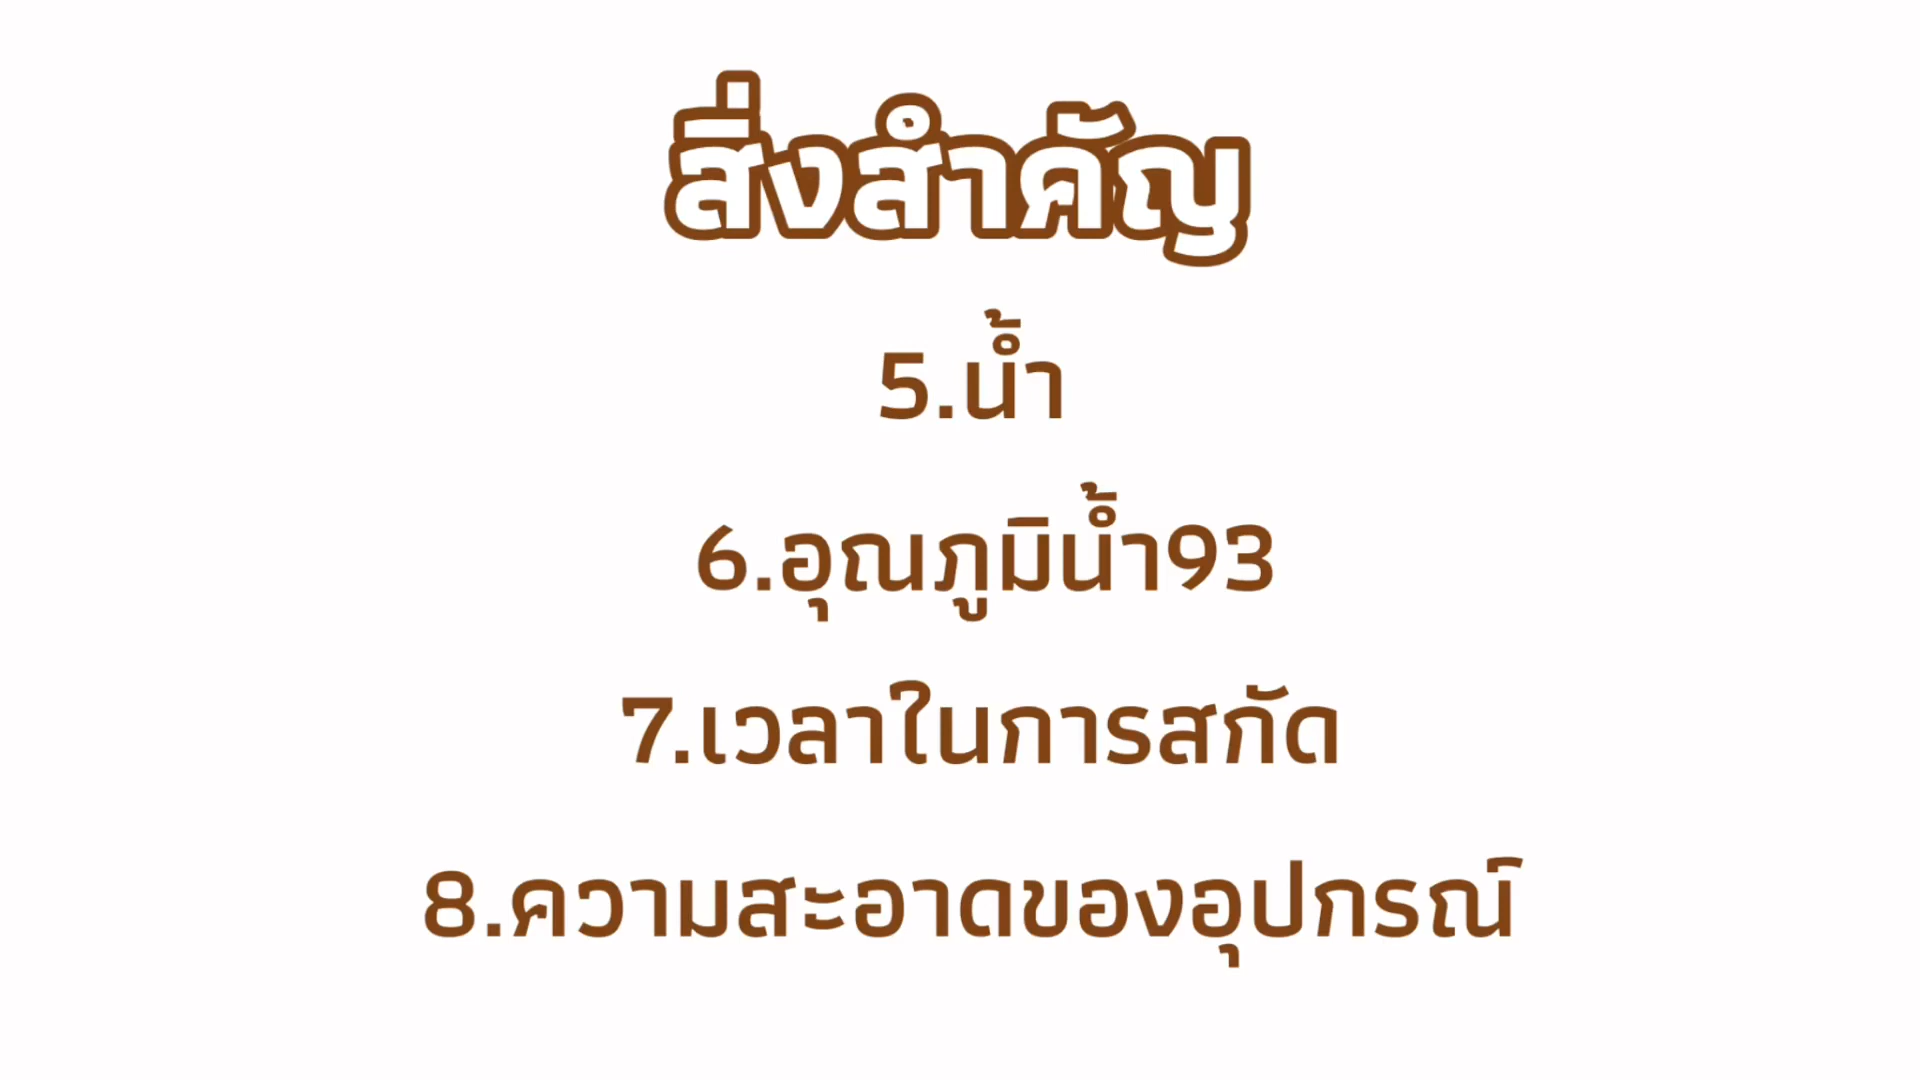 สิ่งสำคัญ
5.น้ำ
6.อุณภูมิน้ำ93
7.เวลาในการสกัด
8.ความสะอาดของอุปกรณ์